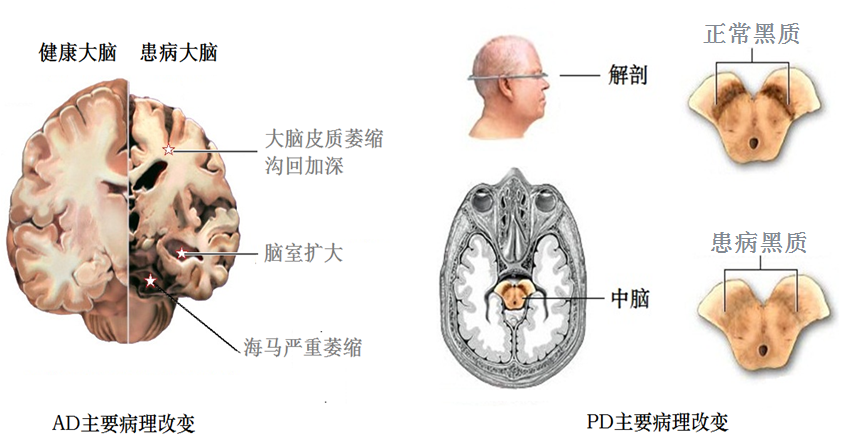 健康大脑 患病大脑
大脑皮质萎缩
沟回加深
脑室扩大
海马严重萎缩
AD主要病理改变
正常黑质
解剖
患病黑质
中脑
PD主要病理改变